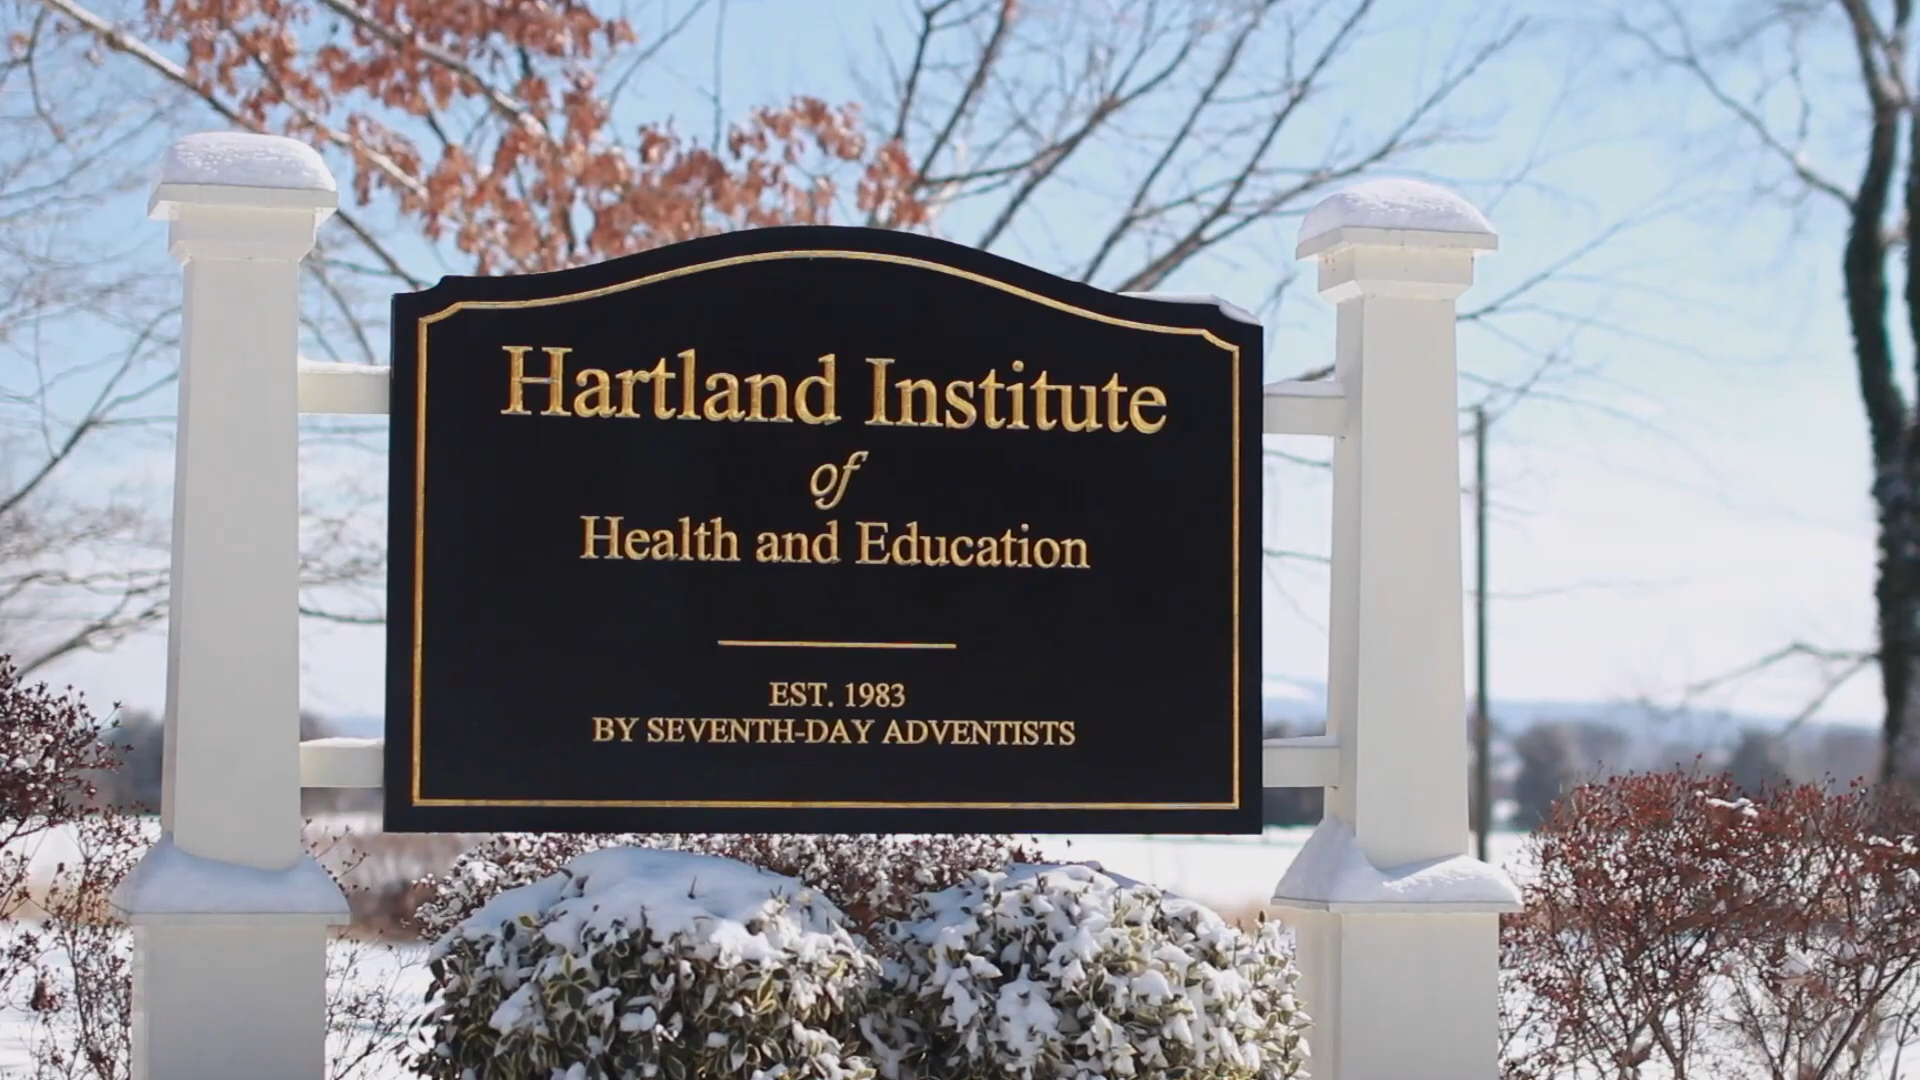 Hartland Institute
of
Health and Education
EST. 1983
BY SEVENTH-DAY ADVENTISTS